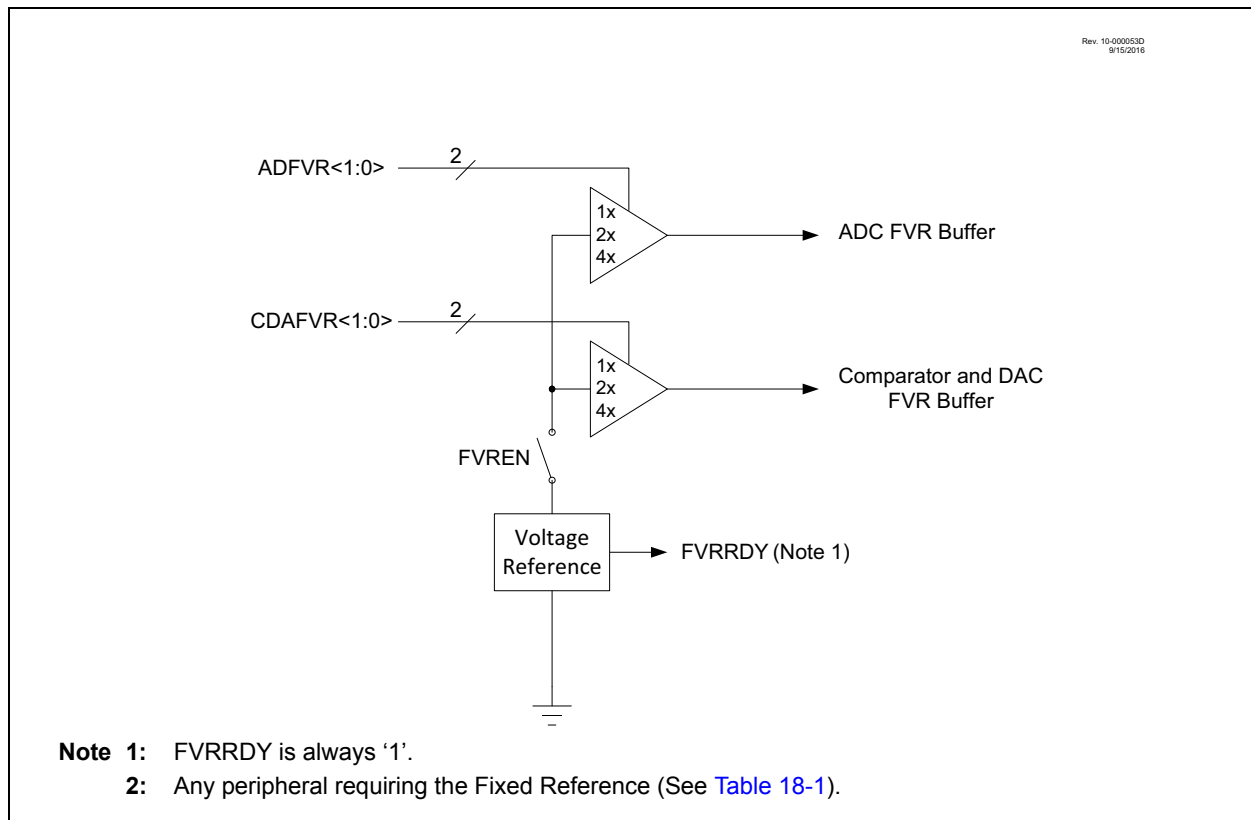 Rev. 10-000053D
9/15/2016
ADFVR<1:0>
2
1x
2x
4x
ADC FVR Buffer
CDAFVR<1:0>
2
1x
2x
4x
Comparator and DAC
FVR Buffer
FVREN
Voltage
Reference
FVRRDY (Note 1)
Note 1: FVRRDY is always ‘1’.
2: Any peripheral requiring the Fixed Reference (See Table 18-1).